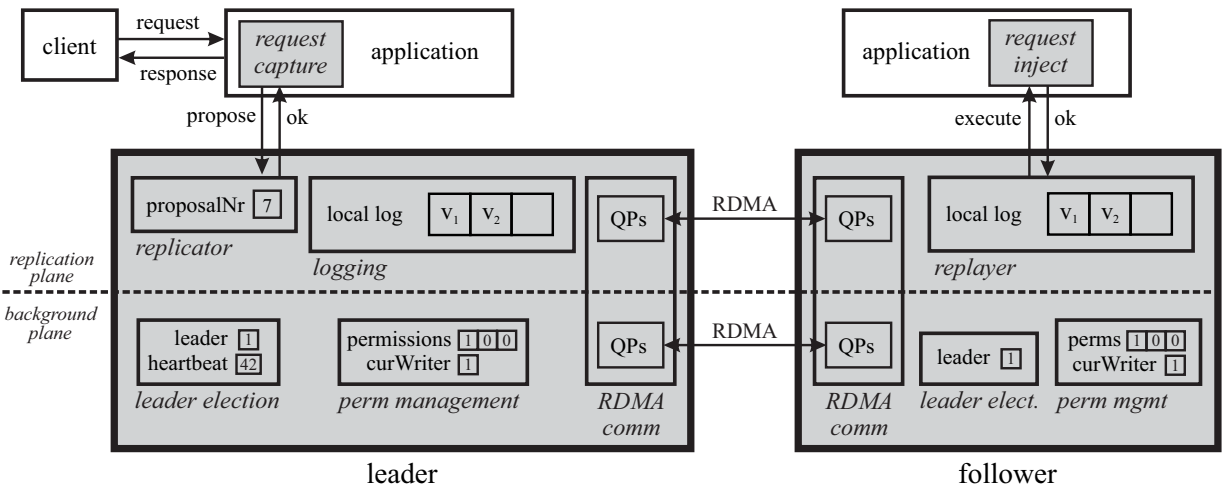 client
request
response
request
capture
application
application
request
inject
propose
ok
execute
ok
proposalNr 7
replicator
local log v1 v2
logging
QPs
RDMA
QPs
local log v1 v2
replayer
replication
plane
background
plane
leader 1
heartbeat 42
leader election
permissions 1 0 0
curWriter 1
perm management
QPs
RDMA
comm
RDMA
QPs
RDMA
comm
leader 1
leader elect.
perms 1 0 0
curWriter 1
perm mgmt
leader
follower